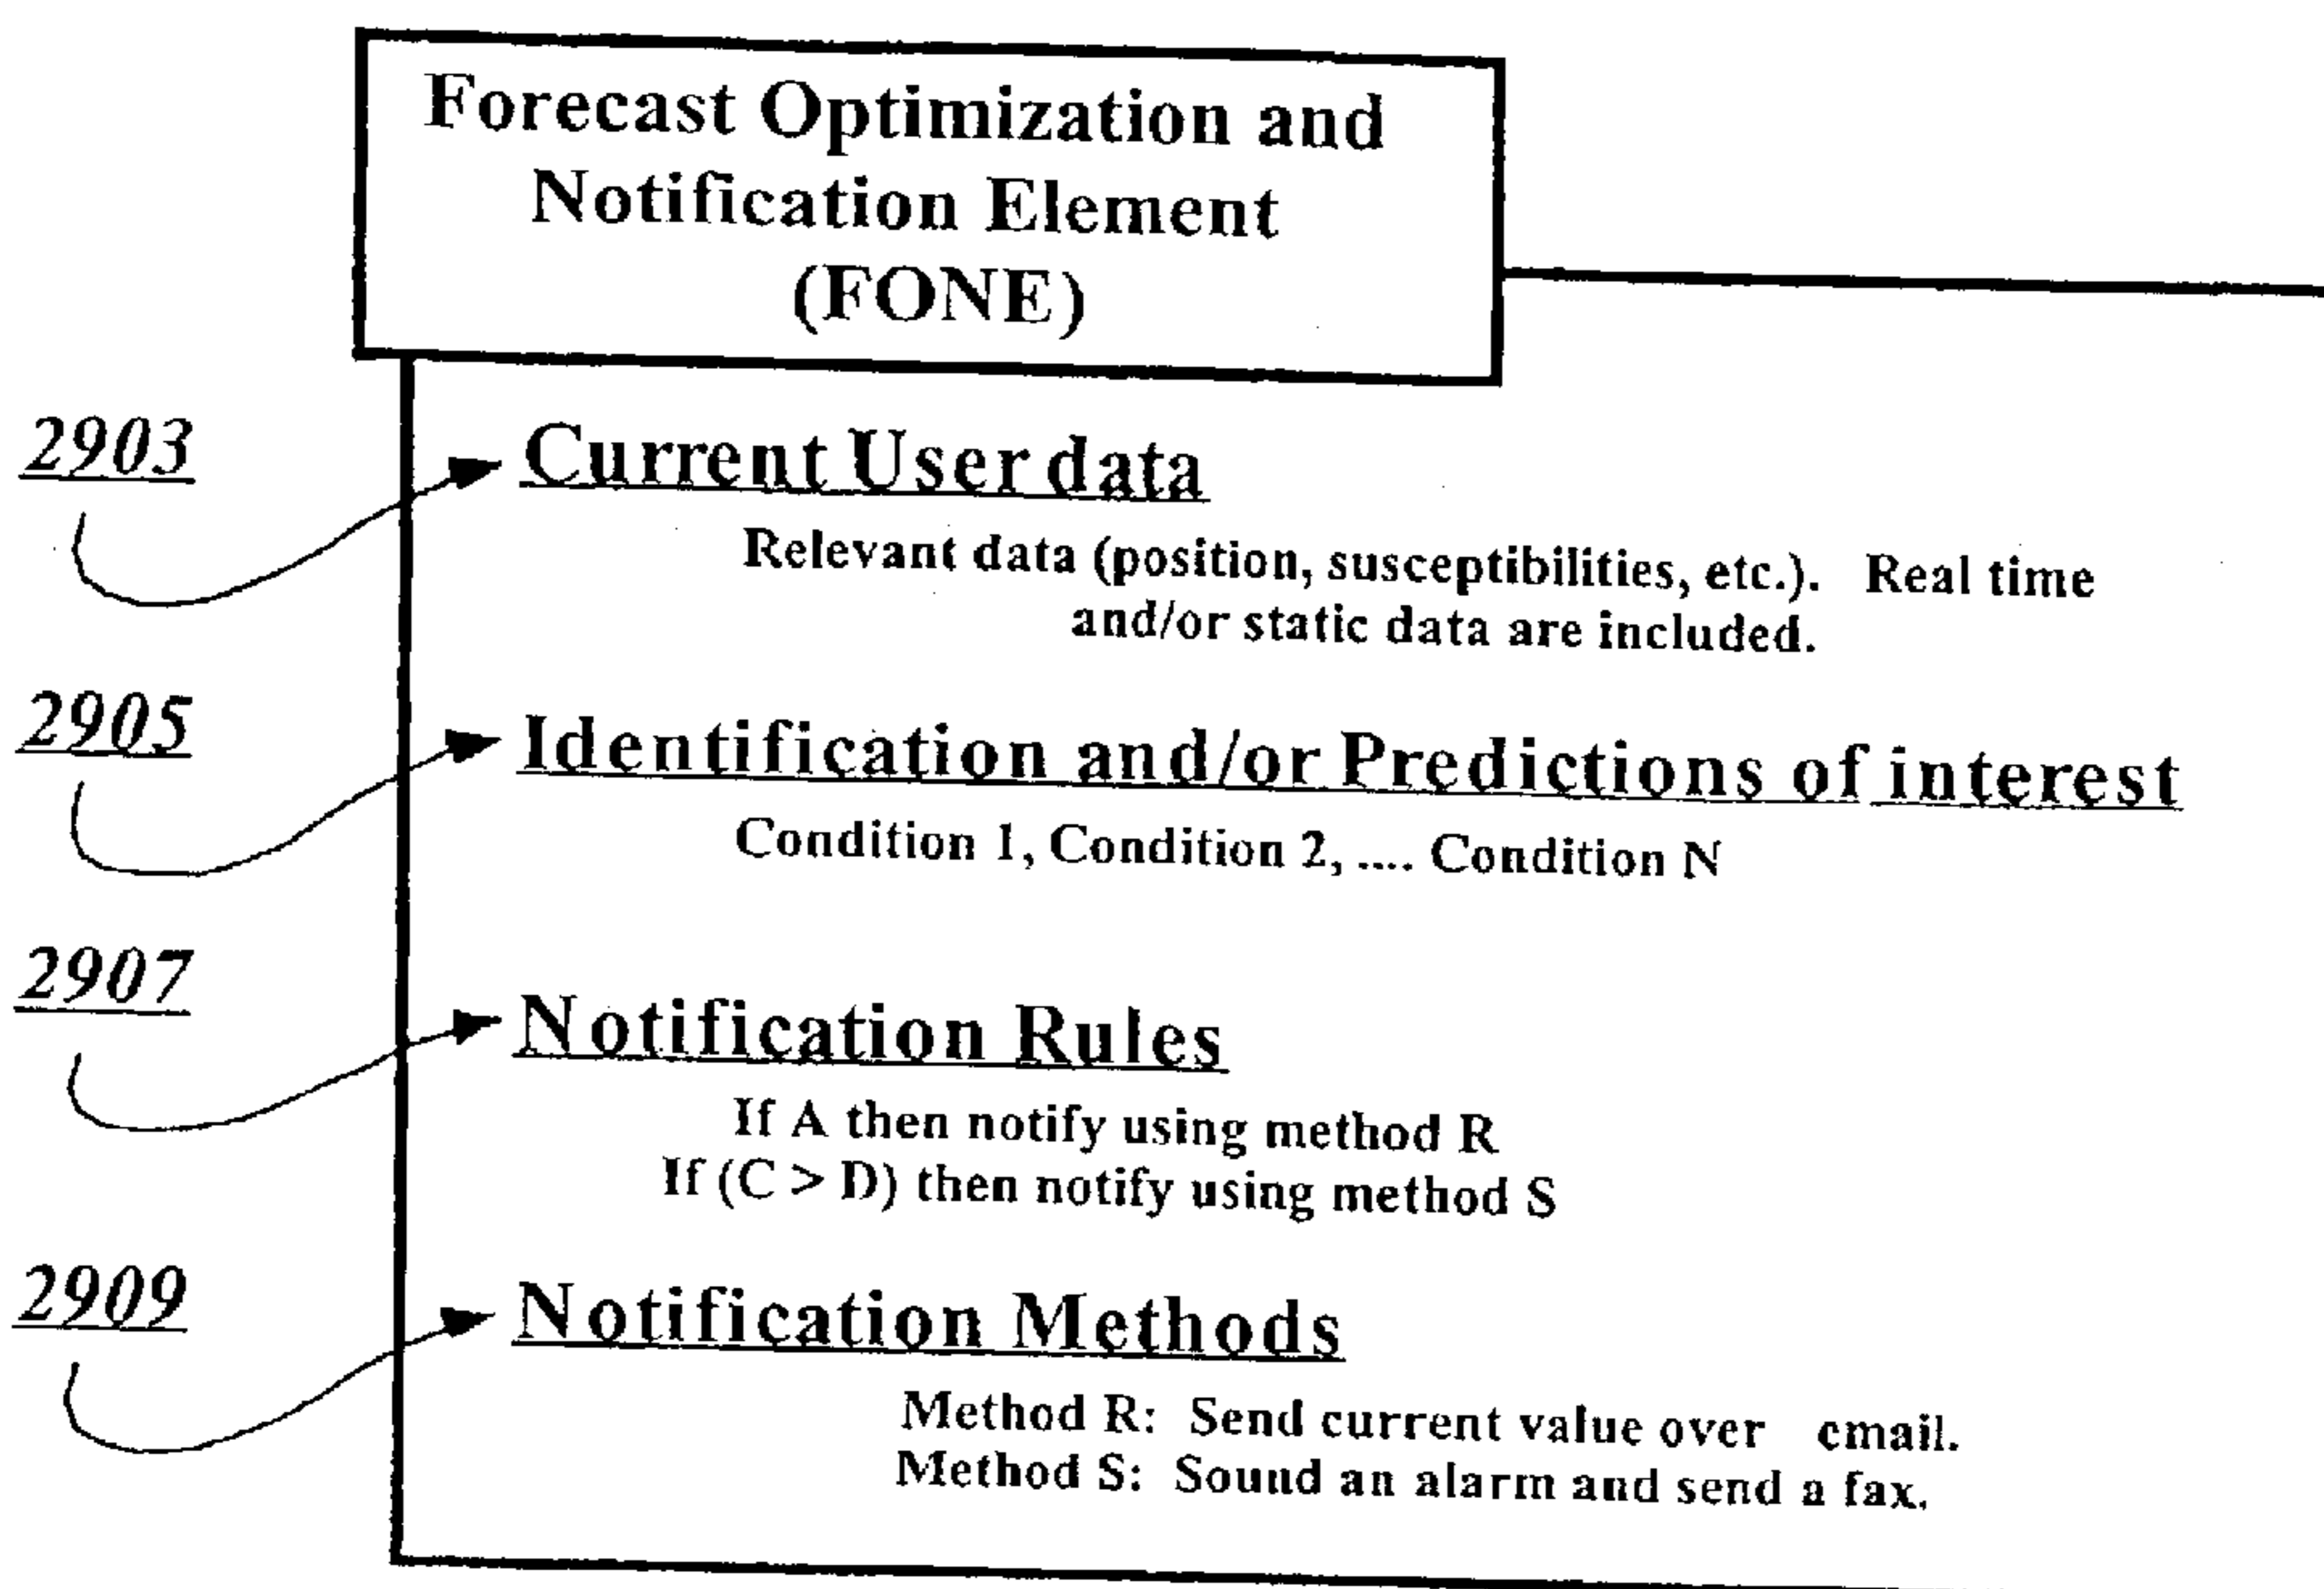 Forecast Optimization and
Notification Element
(FONE)
2903
Current User data
Relevant data (position, susceptibilities, etc.). Real time
and/or static data are included.
2905
Identification and/or Predictions of interest
Condition 1, Condition 2, .... Condition N
2907
Notification Rules
If A then notify using method R
If (C > D) then notify using method S
2909
Notification Methods
Method R: Send current value over email.
Method S: Sound an alarm and send a fax.